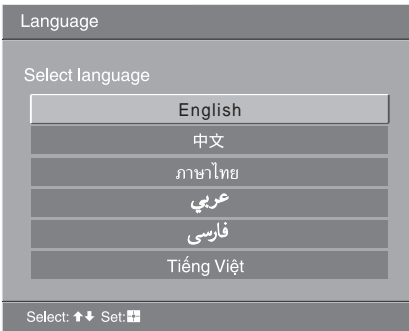 Language
Select language
English
中文
ภาษาไทย
عربي
فارسی
Tiếng Việt
Select: ⬆⬇ Set: